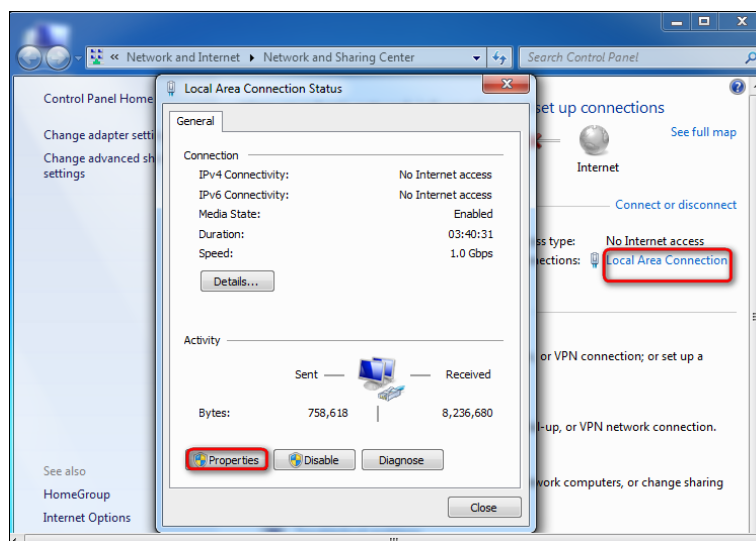 « Network and Internet ▸ Network and Sharing Center
Search Control Panel
Control Panel Home
Change adapter setti
Change advanced sh
settings
See also
HomeGroup
Internet Options
Local Area Connection Status
General
Connection
IPv4 Connectivity: No Internet access
IPv6 Connectivity: No Internet access
Media State: Enabled
Duration: 03:40:31
Speed: 1.0 Gbps
Details...
Activity
Sent Received
Bytes: 758,618 8,236,680
Properties Disable Diagnose
Close
set up connections
See full map
Internet
Connect or disconnect
ss type: No Internet access
nections: Local Area Connection
or VPN connection; or set up a
l-up, or VPN network connection.
work computers, or change sharing